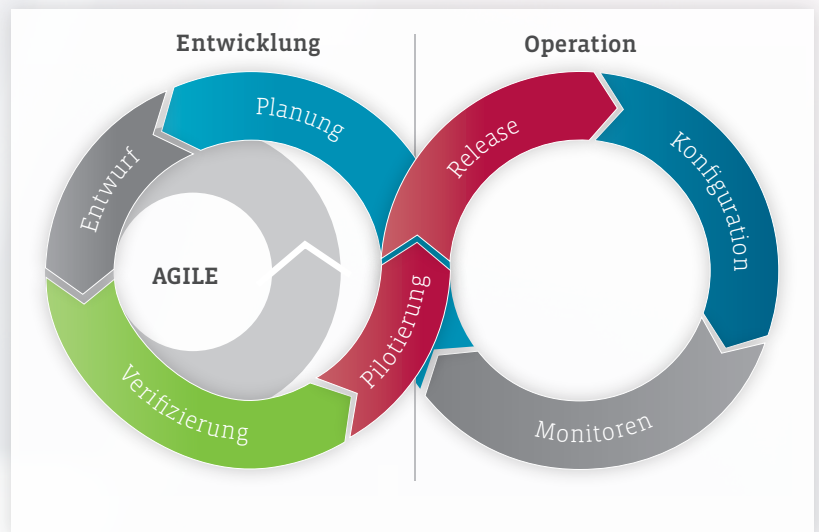 Entwicklung
Operation
Planung
Entwurf
AGILE
Verifizierung
Pilotierung
Release
Konfiguration
Monitoren